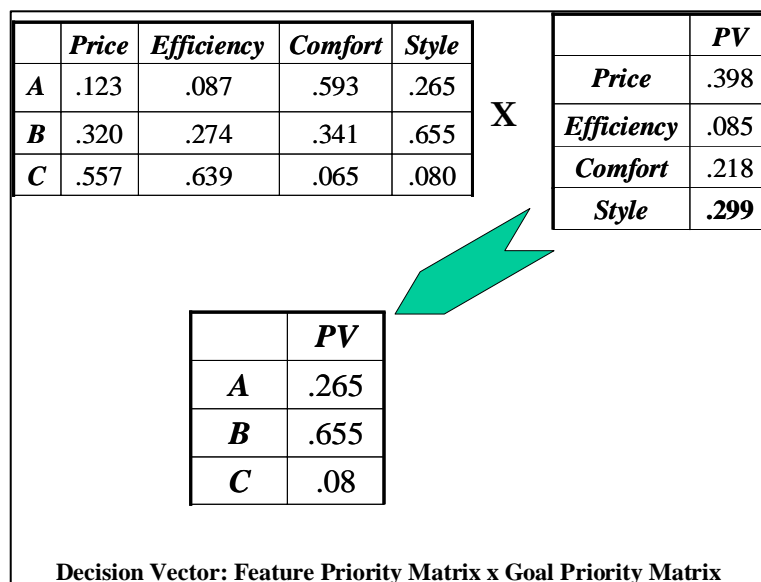 Price Efficiency Comfort Style
A .123 .087 .593 .265
B .320 .274 .341 .655
C .557 .639 .065 .080
X
PV
Price .398
Efficiency .085
Comfort .218
Style .299
PV
A .265
B .655
C .08
Decision Vector: Feature Priority Matrix x Goal Priority Matrix